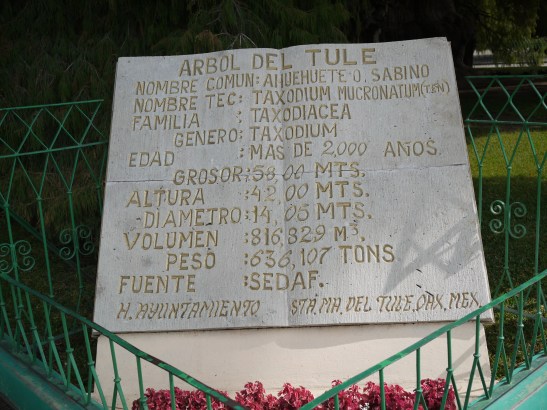 ARBOL DEL TULE
NOMBRE COMUN: AHUEHUETE O, SABINO
NOMBRE TEC: TAXODIUM MUCRONATUM (TEN)
FAMILIA : TAXODIACEA
GENERO: TAXODIUM
EDAD : MAS DE 2,000 AÑOS.
GROSOR: 58,00 MTS.
ALTURA : 42,00 MTS.
-DIAMETRO: 14,05 MTS.
VOLUMEN : 816,829 M3.
PESO : 636,107 TONS
FUENTE : SEDAF.
H. AYUNTAMIENTO STA, MA, DEL TULE, OAX, MEX.